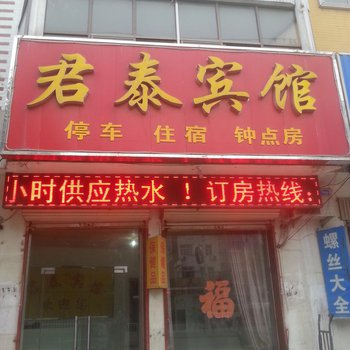 君泰宾馆
停车 住宿 钟点房
小时供应热水！订房热线:
福
螺丝大全